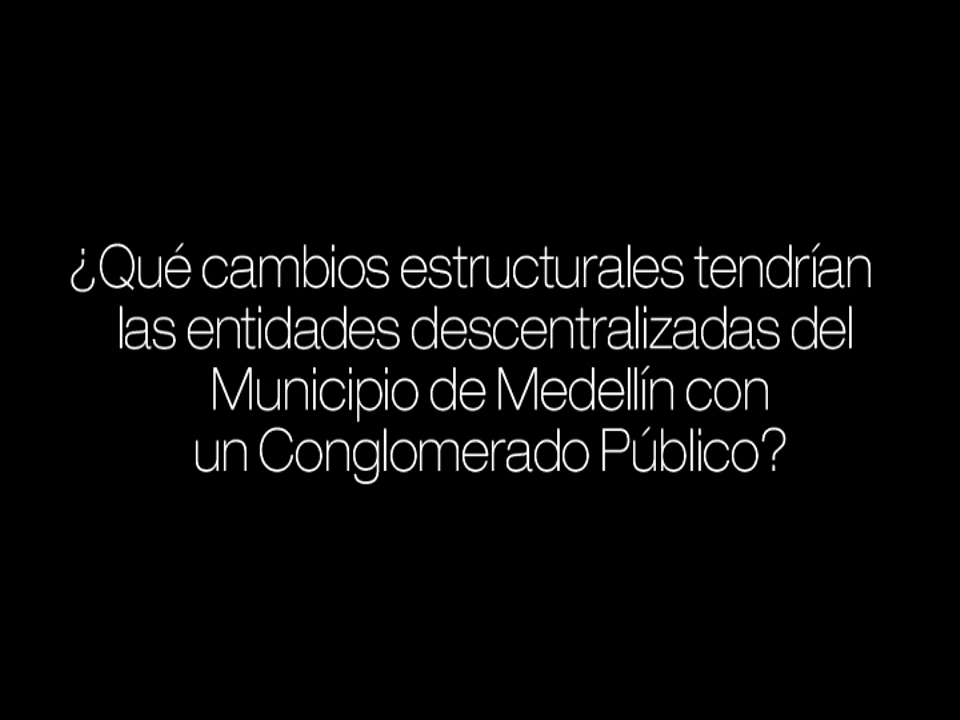 ¿Qué cambios estructurales tendrían
las entidades descentralizadas del
Municipio de Medellín con
un Conglomerado Público?